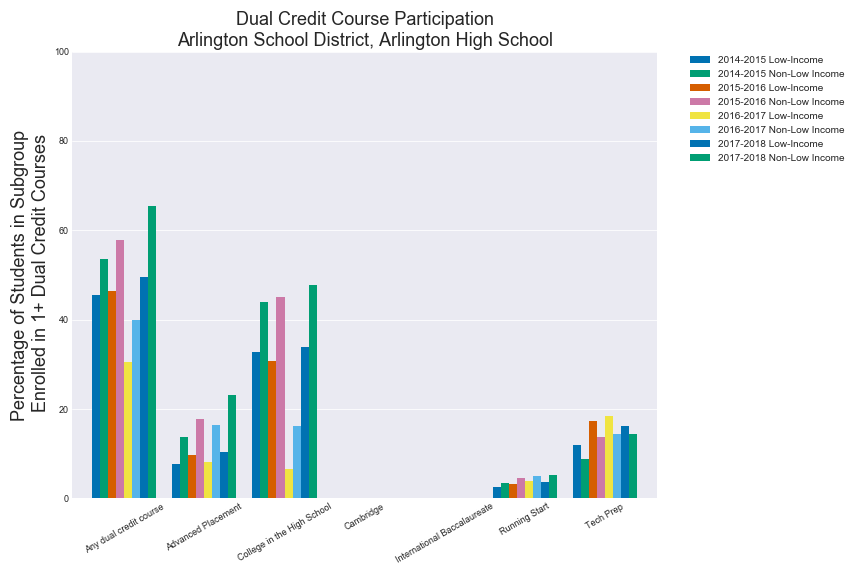 Dual Credit Course Participation
Arlington School District, Arlington High School
Percentage of Students in Subgroup
Enrolled in 1+ Dual Credit Courses
100
80
60
40
20
0
Any dual credit course
Advanced Placement
College in the High School
Cambridge
International Baccalaureate
Running Start
Tech Prep
2014-2015 Low-Income
2014-2015 Non-Low Income
2015-2016 Low-Income
2015-2016 Non-Low Income
2016-2017 Low-Income
2016-2017 Non-Low Income
2017-2018 Low-Income
2017-2018 Non-Low Income